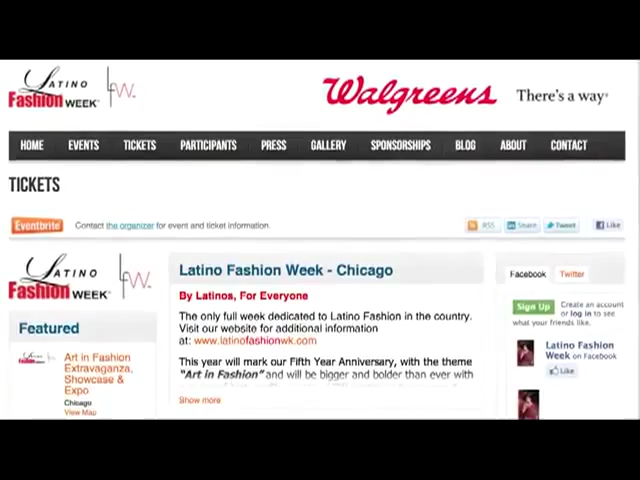 LATINO
Fashion WEEK LFW.
Walgreens There's a way
HOME EVENTS TICKETS PARTICIPANTS PRESS GALLERY SPONSORSHIPS BLOG ABOUT CONTACT
TICKETS
Eventbrite Contact the organizer for event and ticket information. RSS Share Tweet Like
LATINO
Fashion WEEK LFW.
Featured
Art in Fashion
Extravaganza,
Showcase &
Expo
Chicago
View Map
Latino Fashion Week - Chicago
By Latinos, For Everyone
The only full week dedicated to Latino Fashion in the country.
Visit our website for additional information
at: www.latinofashionwk.com
This year will mark our Fifth Year Anniversary, with the theme
"Art in Fashion" and will be bigger and bolder than ever with
Show more
Facebook Twitter
Sign Up Create an account
or log in to see
what your friends like.
Latino Fashion
Week on Facebook
Like